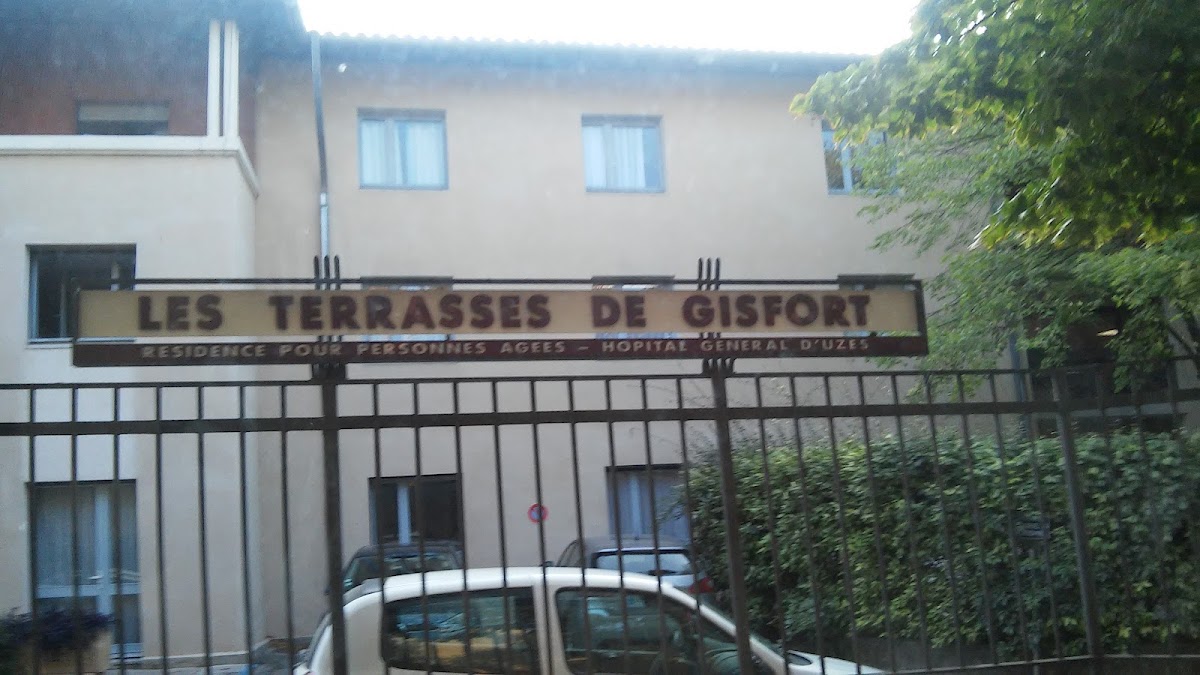 LES TERRASSES DE GISFORT
RESIDENCE POUR PERSONNES AGEES - HOPITAL GENERAL D'UZES